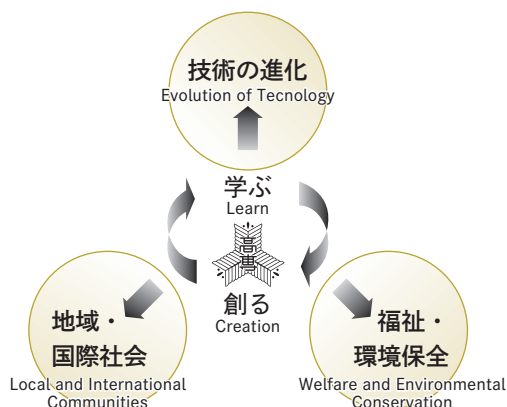 技術の進化
Evolution of Tecnology
学ぶ
Learn
高専
創る
Creation
地域・
国際社会
Local and International
Communities
福祉・
環境保全
Welfare and Environmental
Conservation